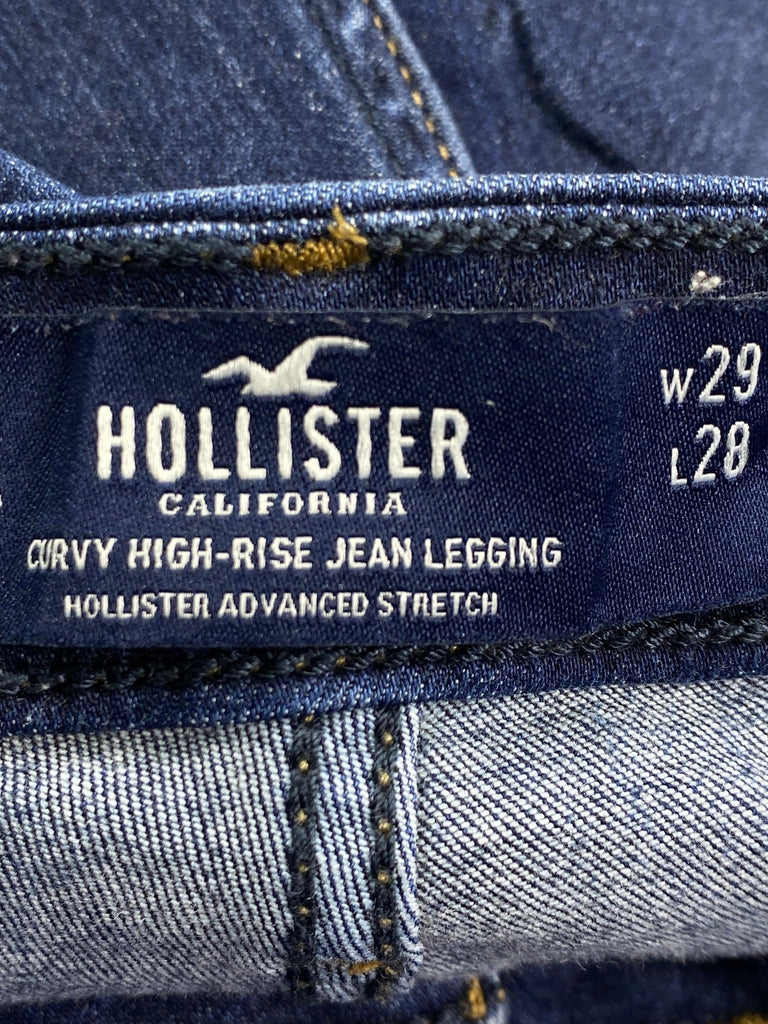 HOLLISTER
CALIFORNIA
CURVY HIGH-RISE JEAN LEGGING
HOLLISTER ADVANCED STRETCH
W29
L28